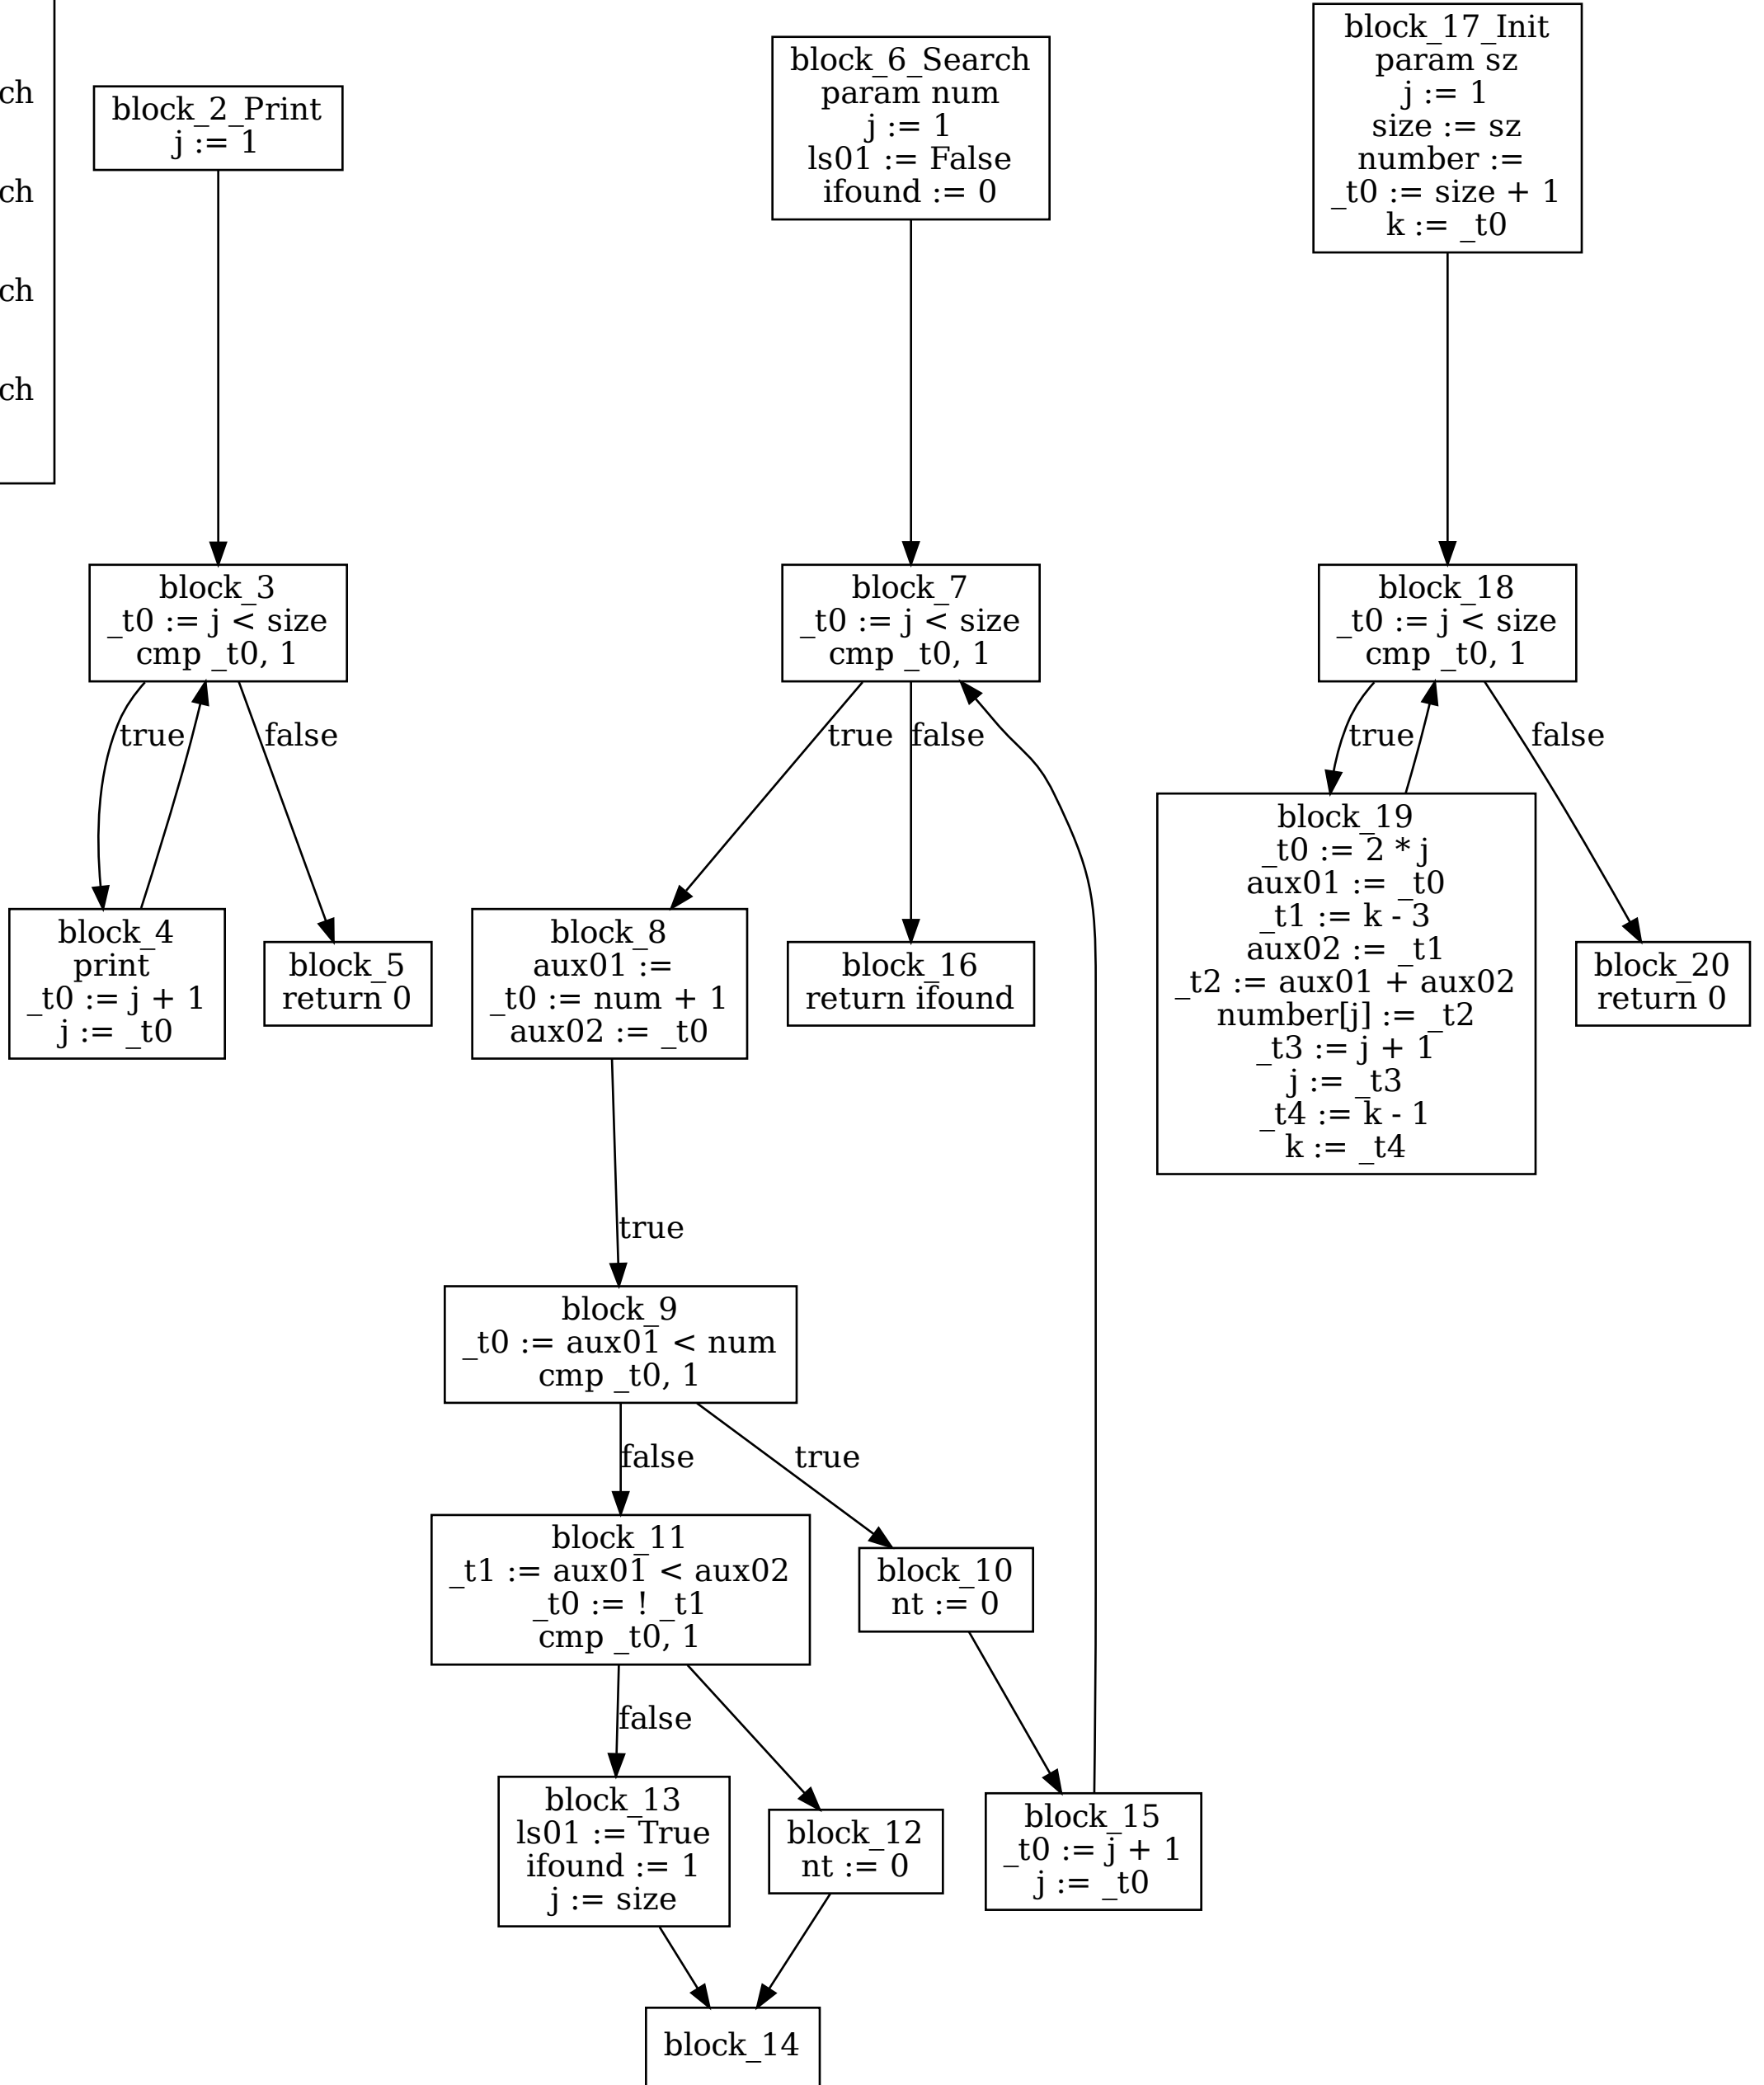 ch
ch
ch
ch
block_2_Print
j := 1
block_3
_t0 := j < size
cmp _t0, 1
true
false
block_4
print
_t0 := j + 1
j := _t0
block_5
return 0
block_6_Search
param num
j := 1
ls01 := False
ifound := 0
block_7
_t0 := j < size
cmp _t0, 1
true
false
block_8
aux01 :=
_t0 := num + 1
aux02 := _t0
block_16
return ifound
true
block_9
_t0 := aux01 < num
cmp _t0, 1
false
true
block_11
_t1 := aux01 < aux02
_t0 := ! _t1
cmp _t0, 1
block_10
nt := 0
false
block_13
ls01 := True
ifound := 1
j := size
block_12
nt := 0
block_15
_t0 := j + 1
j := _t0
block_14
block_17_Init
param sz
j := 1
size := sz
number :=
_t0 := size + 1
k := _t0
block_18
_t0 := j < size
cmp _t0, 1
true
false
block_19
_t0 := 2 * j
aux01 := _t0
_t1 := k - 3
aux02 := _t1
_t2 := aux01 + aux02
number[j] := _t2
_t3 := j + 1
j := _t3
_t4 := k - 1
k := _t4
block_20
return 0